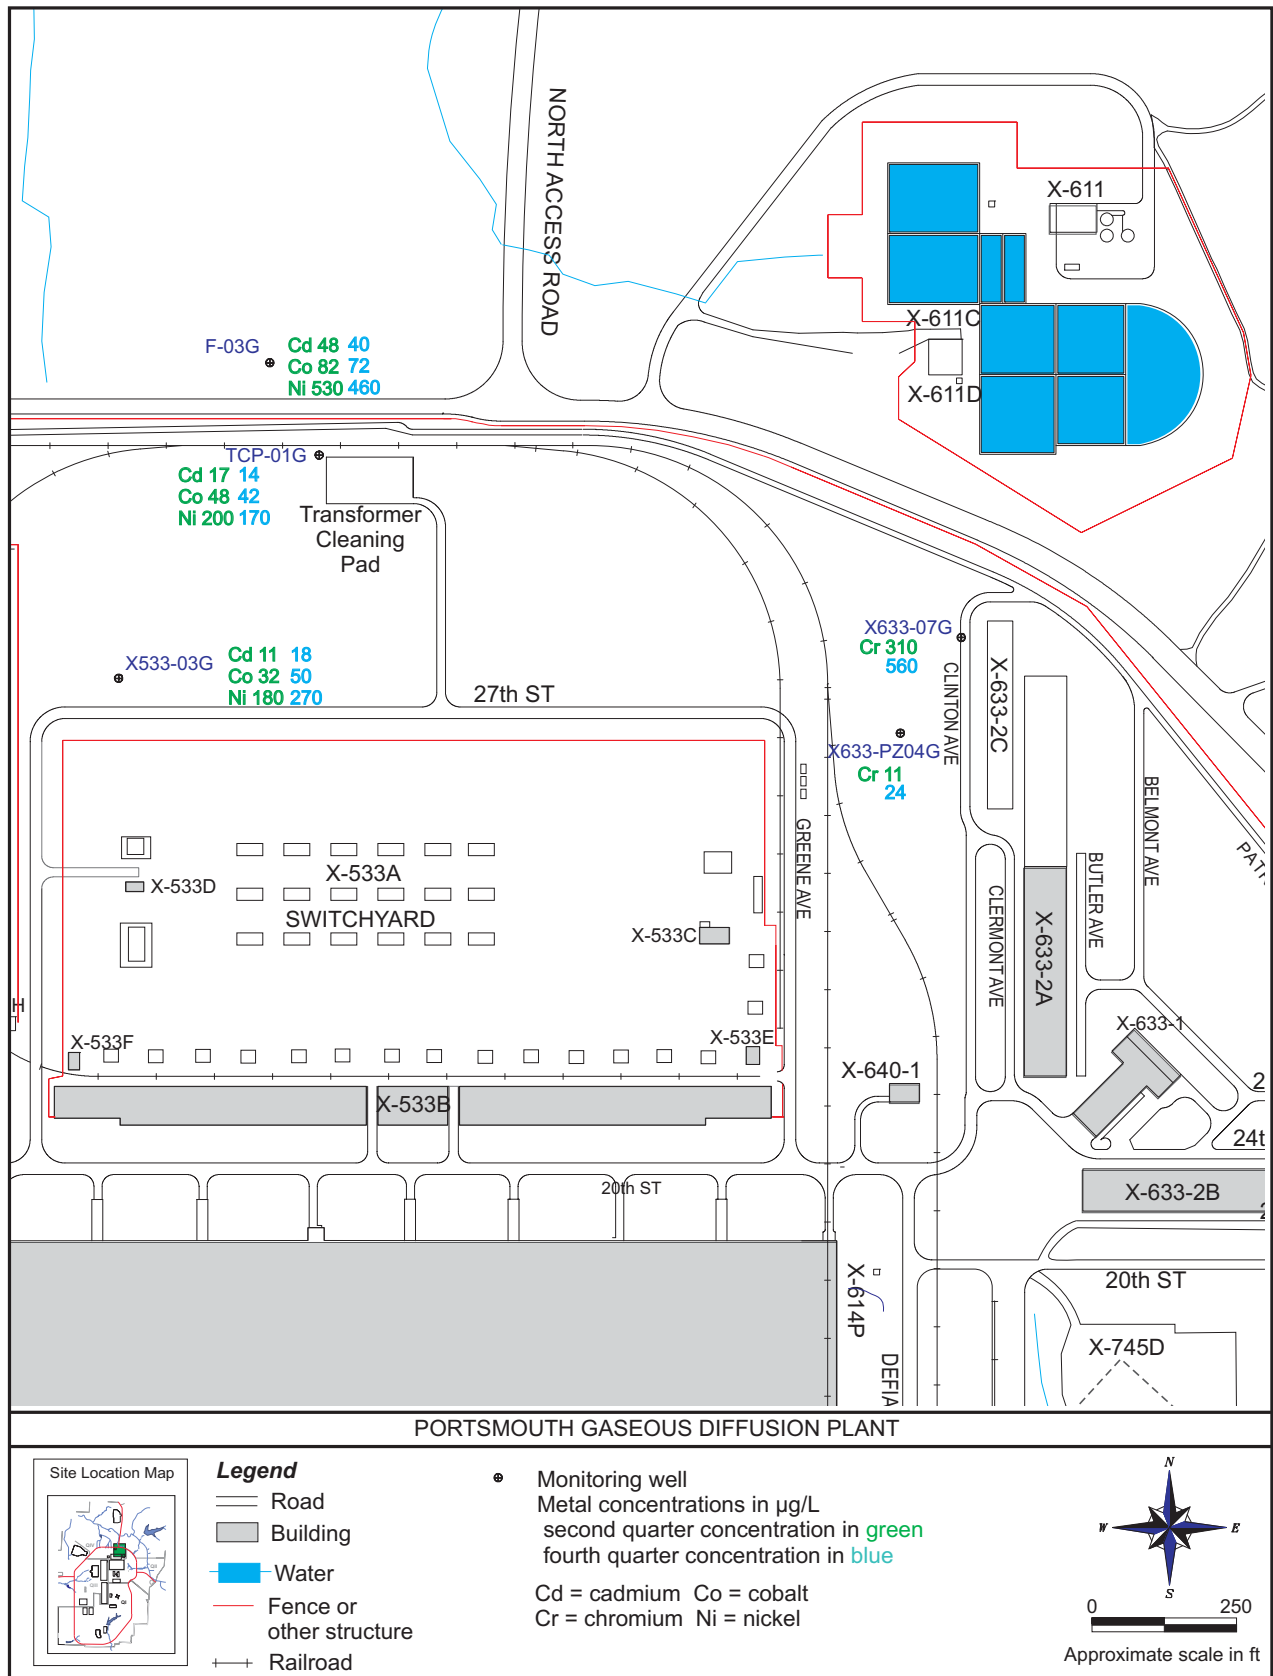 NORTH ACCESS ROAD
X-611
X-611C
X-611D
F-03G
Cd 48 40
Co 82 72
Ni 530 460
TCP-01G
Cd 17 14
Co 48 42
Ni 200 170
Transformer
Cleaning
Pad
X533-03G
Cd 11 18
Co 32 50
Ni 180 270
27th ST
X633-07G
Cr 310
560
X633-PZ04G
Cr 11
24
CLINTON AVE
X-633-2C
GREENE AVE
BELMONT AVE
BUTLER AVE
CLERMONT AVE
X-633-2A
PATR
X-533A
SWITCHYARD
X-533D
X-533C
H
X-533F
X-533E
X-533B
X-640-1
X-633-1
2
24t
X-633-2B
2
20th ST
20th ST
X-614P
DEFIA
X-745D
PORTSMOUTH GASEOUS DIFFUSION PLANT
Site Location Map
Legend
Road
Building
Water
Fence or
other structure
Railroad
Monitoring well
Metal concentrations in µg/L
second quarter concentration in green
fourth quarter concentration in blue
Cd = cadmium Co = cobalt
Cr = chromium Ni = nickel
N
W E
S
0 250
Approximate scale in ft